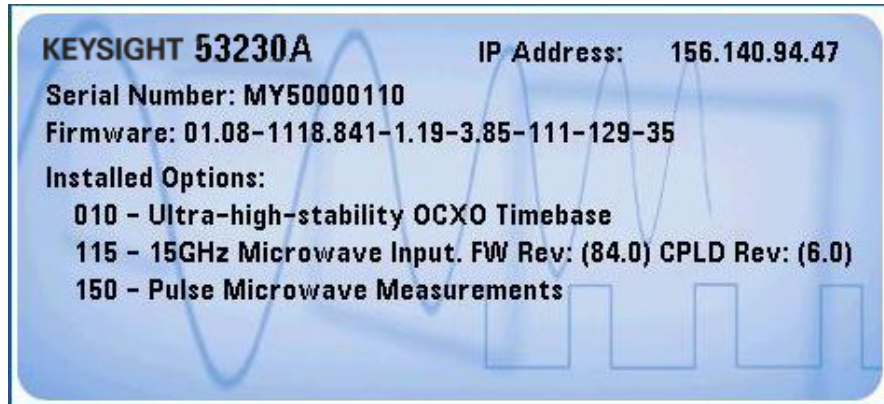 KEYSIGHT 53230A IP Address: 156.140.94.47
Serial Number: MY50000110
Firmware: 01.08-1118.841-1.19-3.85-111-129-35
Installed Options:
010 - Ultra-high-stability OCXO Timebase
115 - 15GHz Microwave Input. FW Rev: (84.0) CPLD Rev: (6.0)
150 - Pulse Microwave Measurements